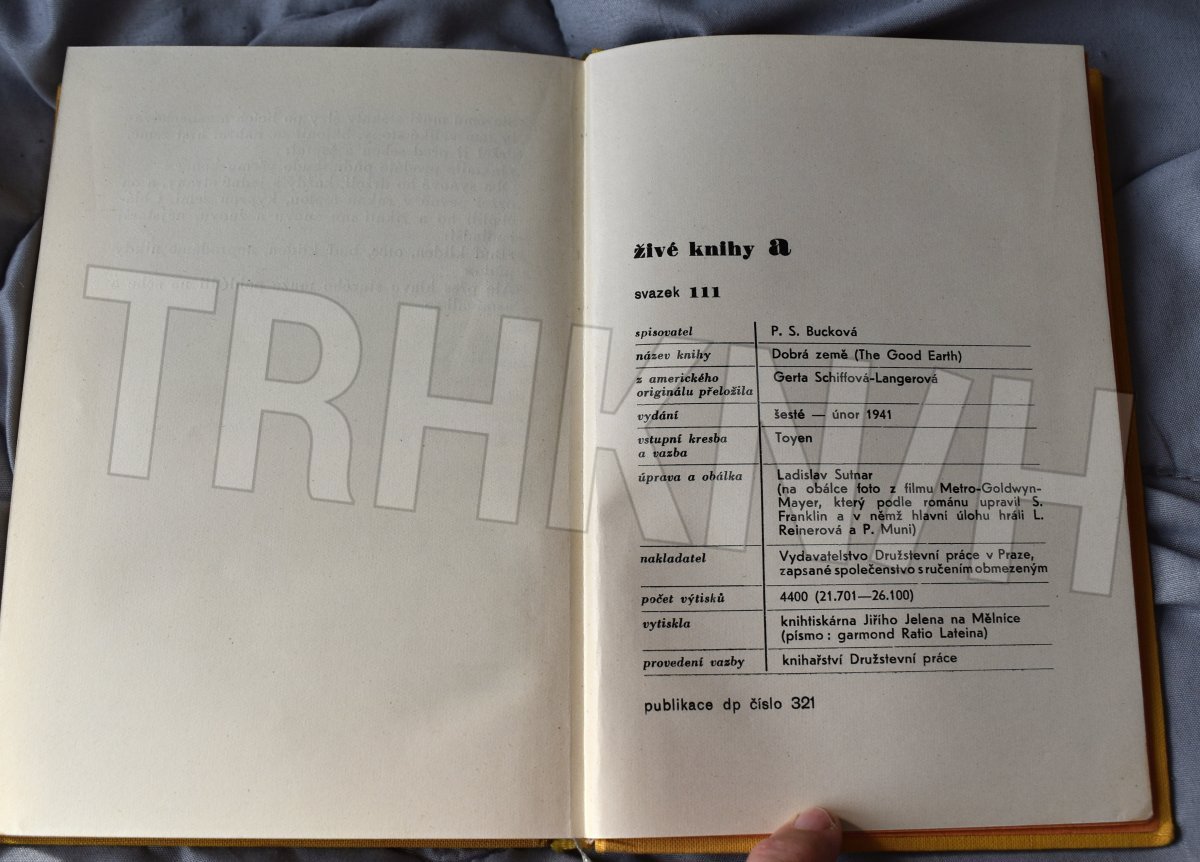 živé knihy a
svazek 111
spisovatel P. S. Bucková
název knihy Dobrá země (The Good Earth)
z amerického
originálu přeložila Gerta Schiffová-Langerová
vydání šesté — únor 1941
vstupní kresba
a vazba Toyen
úprava a obálka Ladislav Sutnar
(na obálce foto z filmu Metro-Goldwyn-
Mayer, který podle románu upravil S.
Franklin a v němž hlavní úlohu hráli L.
Reinerová a P. Muni)
nakladatel Vydavatelstvo Družstevní práce v Praze,
zapsané společenstvo s ručením obmezeným
počet výtisků 4400 (21.701—26.100)
vytiskla knihtiskárna Jiřího Jelena na Mělnice
(písmo: garmond Ratio Lateina)
provedení vazby knihařství Družstevní práce
publikace dp číslo 321
TRHKNIH